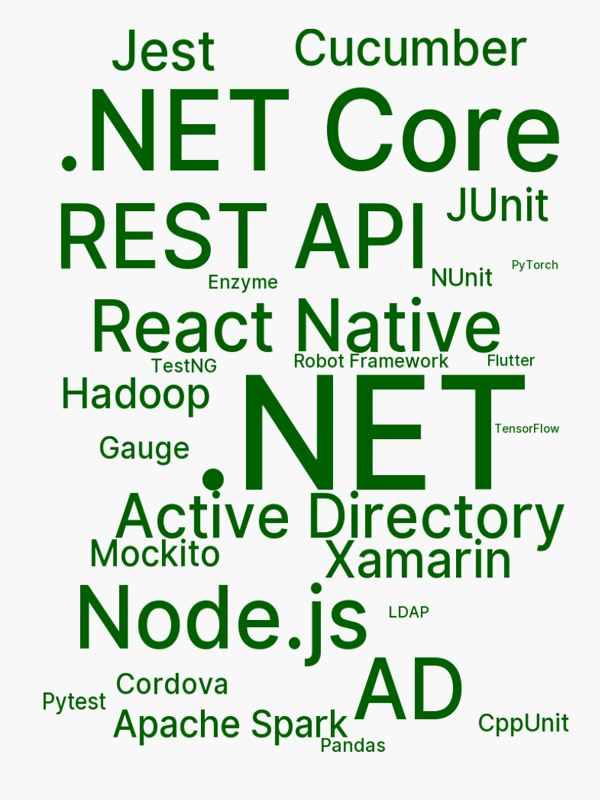 Jest
Cucumber
.NET Core
REST API
JUnit
PyTorch
Enzyme
NUnit
React Native
TestNG
Robot Framework
Flutter
Hadoop
.NET
TensorFlow
Gauge
Active Directory
Mockito
Xamarin
Node.js
LDAP
AD
Cordova
Pytest
Apache Spark
CppUnit
Pandas